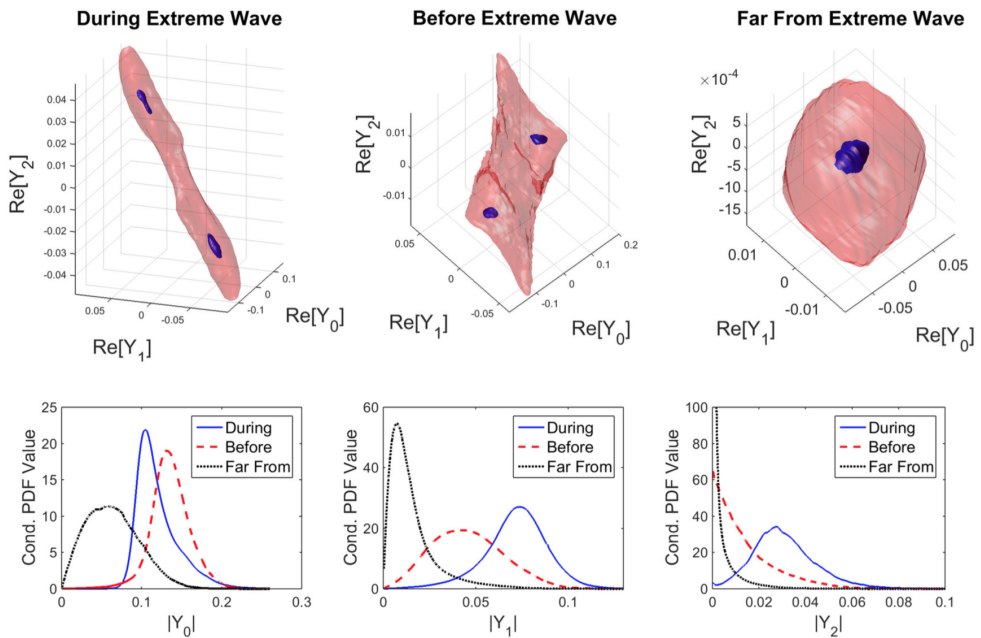 During Extreme Wave
Before Extreme Wave
Far From Extreme Wave
Re[Y2]
0.04
0.03
0.02
0.01
0
-0.01
-0.02
-0.03
-0.04
0.05
0
-0.05
Re[Y1]
0.1
0
-0.1
Re[Y0]
Re[Y2]
0.01
0
-0.01
0.05
0
-0.05
Re[Y1]
0.2
0.1
0
-0.1
Re[Y0]
×10-4
Re[Y2]
5
0
-5
-10
-15
0.01
0
-0.01
Re[Y1]
0.05
0
-0.05
Re[Y0]
Cond. PDF Value
25
20
15
10
5
0
During
Before
Far From
0 0.1 0.2 0.3
|Y0|
Cond. PDF Value
60
40
20
0
During
Before
Far From
0 0.05 0.1
|Y1|
Cond. PDF Value
100
80
60
40
20
0
During
Before
Far From
0 0.02 0.04 0.06 0.08 0.1
|Y2|